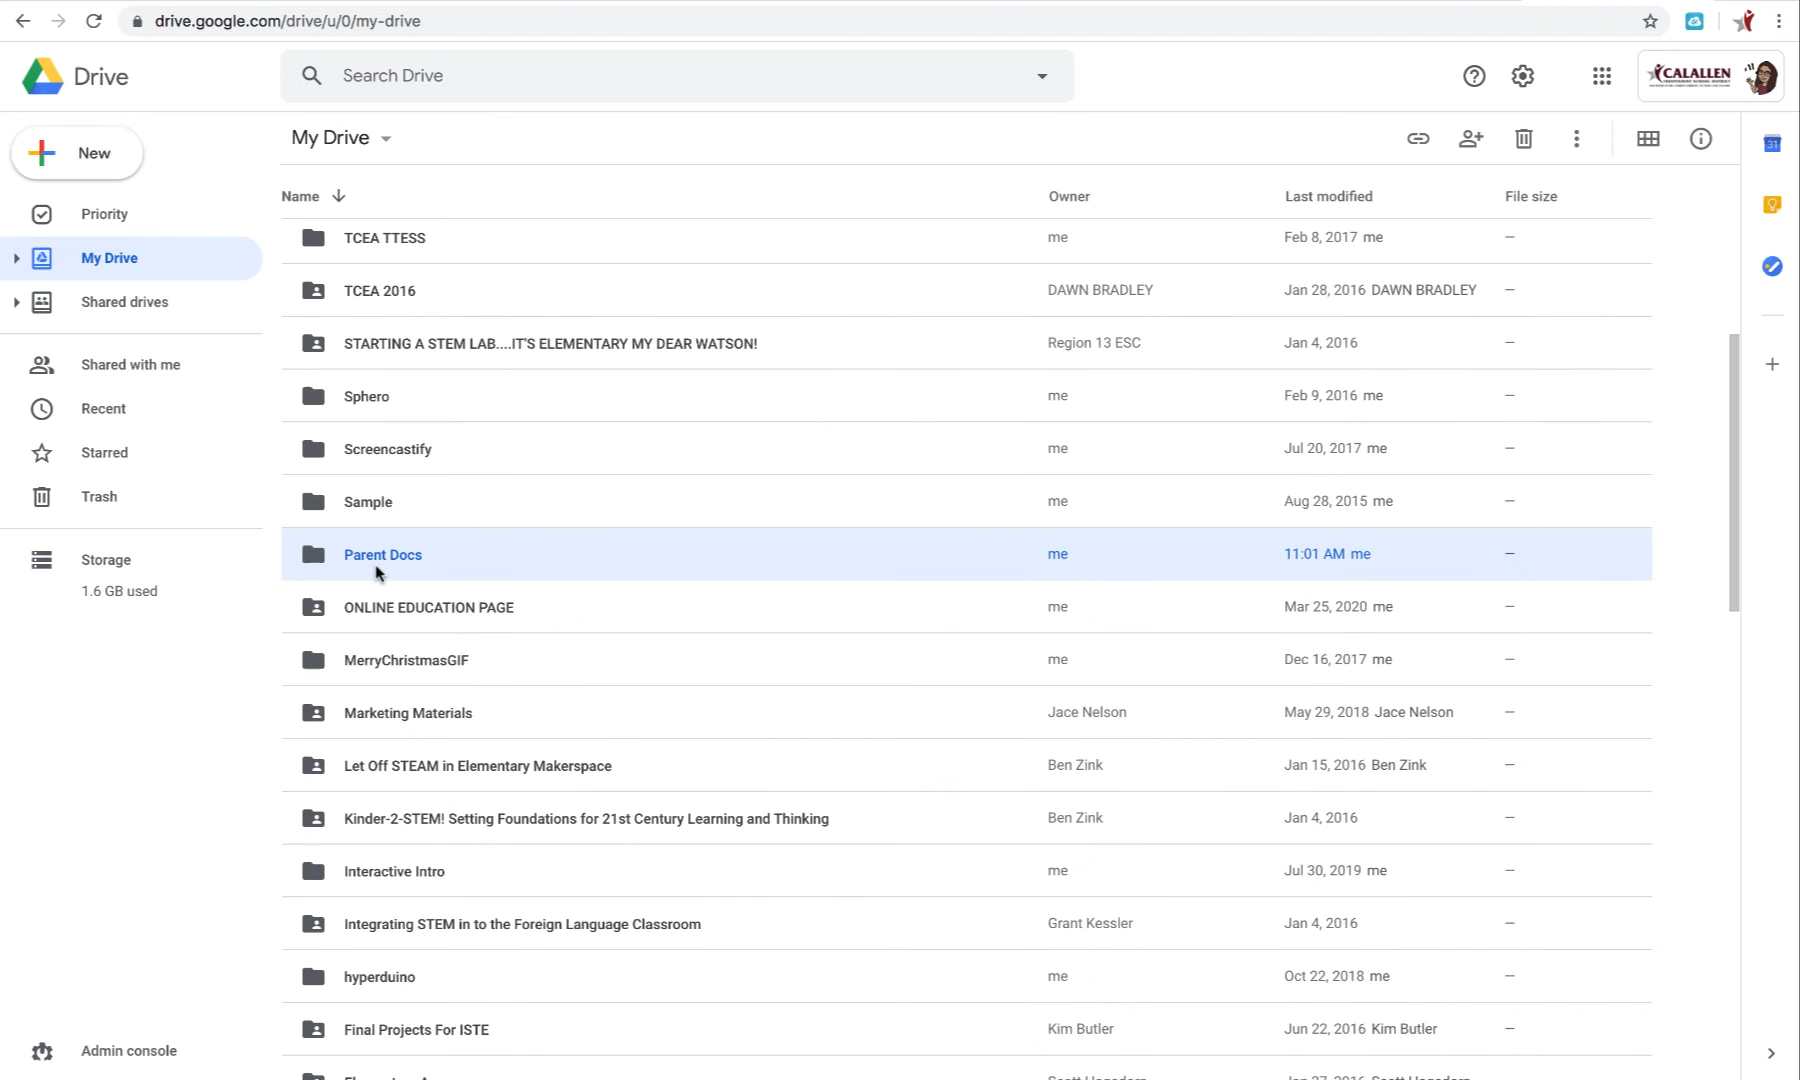 drive.google.com/drive/u/0/my-drive
Drive
Search Drive
CALALLEN
New
My Drive
Priority
My Drive
Shared drives
Shared with me
Recent
Starred
Trash
Storage
1.6 GB used
Admin console
Name Owner Last modified File size
TCEA TTESS me Feb 8, 2017 me –
TCEA 2016 DAWN BRADLEY Jan 28, 2016 DAWN BRADLEY –
STARTING A STEM LAB....IT'S ELEMENTARY MY DEAR WATSON! Region 13 ESC Jan 4, 2016 –
Sphero me Feb 9, 2016 me –
Screencastify me Jul 20, 2017 me –
Sample me Aug 28, 2015 me –
Parent Docs me 11:01 AM me –
ONLINE EDUCATION PAGE me Mar 25, 2020 me –
MerryChristmasGIF me Dec 16, 2017 me –
Marketing Materials Jace Nelson May 29, 2018 Jace Nelson –
Let Off STEAM in Elementary Makerspace Ben Zink Jan 15, 2016 Ben Zink –
Kinder-2-STEM! Setting Foundations for 21st Century Learning and Thinking Ben Zink Jan 4, 2016 –
Interactive Intro me Jul 30, 2019 me –
Integrating STEM in to the Foreign Language Classroom Grant Kessler Jan 4, 2016 –
hyperduino me Oct 22, 2018 me –
Final Projects For ISTE Kim Butler Jun 22, 2016 Kim Butler –
31